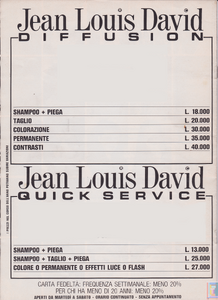 Jean Louis David
DIFFUSION
SHAMPOO + PIEGA L. 18.000
TAGLIO L. 20.000
COLORAZIONE L. 30.000
PERMANENTE L. 35.000
CONTRASTI L. 40.000
Jean Louis David
QUICK SERVICE
SHAMPOO + PIEGA L. 13.000
SHAMPOO + TAGLIO + PIEGA L. 25.000
COLORE O PERMANENTE O EFFETTI LUCE O FLASH L. 27.000
CARTA FEDELTÀ: FREQUENZA SETTIMANALE: MENO 20%
PER CHI HA MENO DI 20 ANNI: MENO 20%
APERTI DA MARTEDÌ A SABATO - ORARIO CONTINUATO - SENZA APPUNTAMENTO